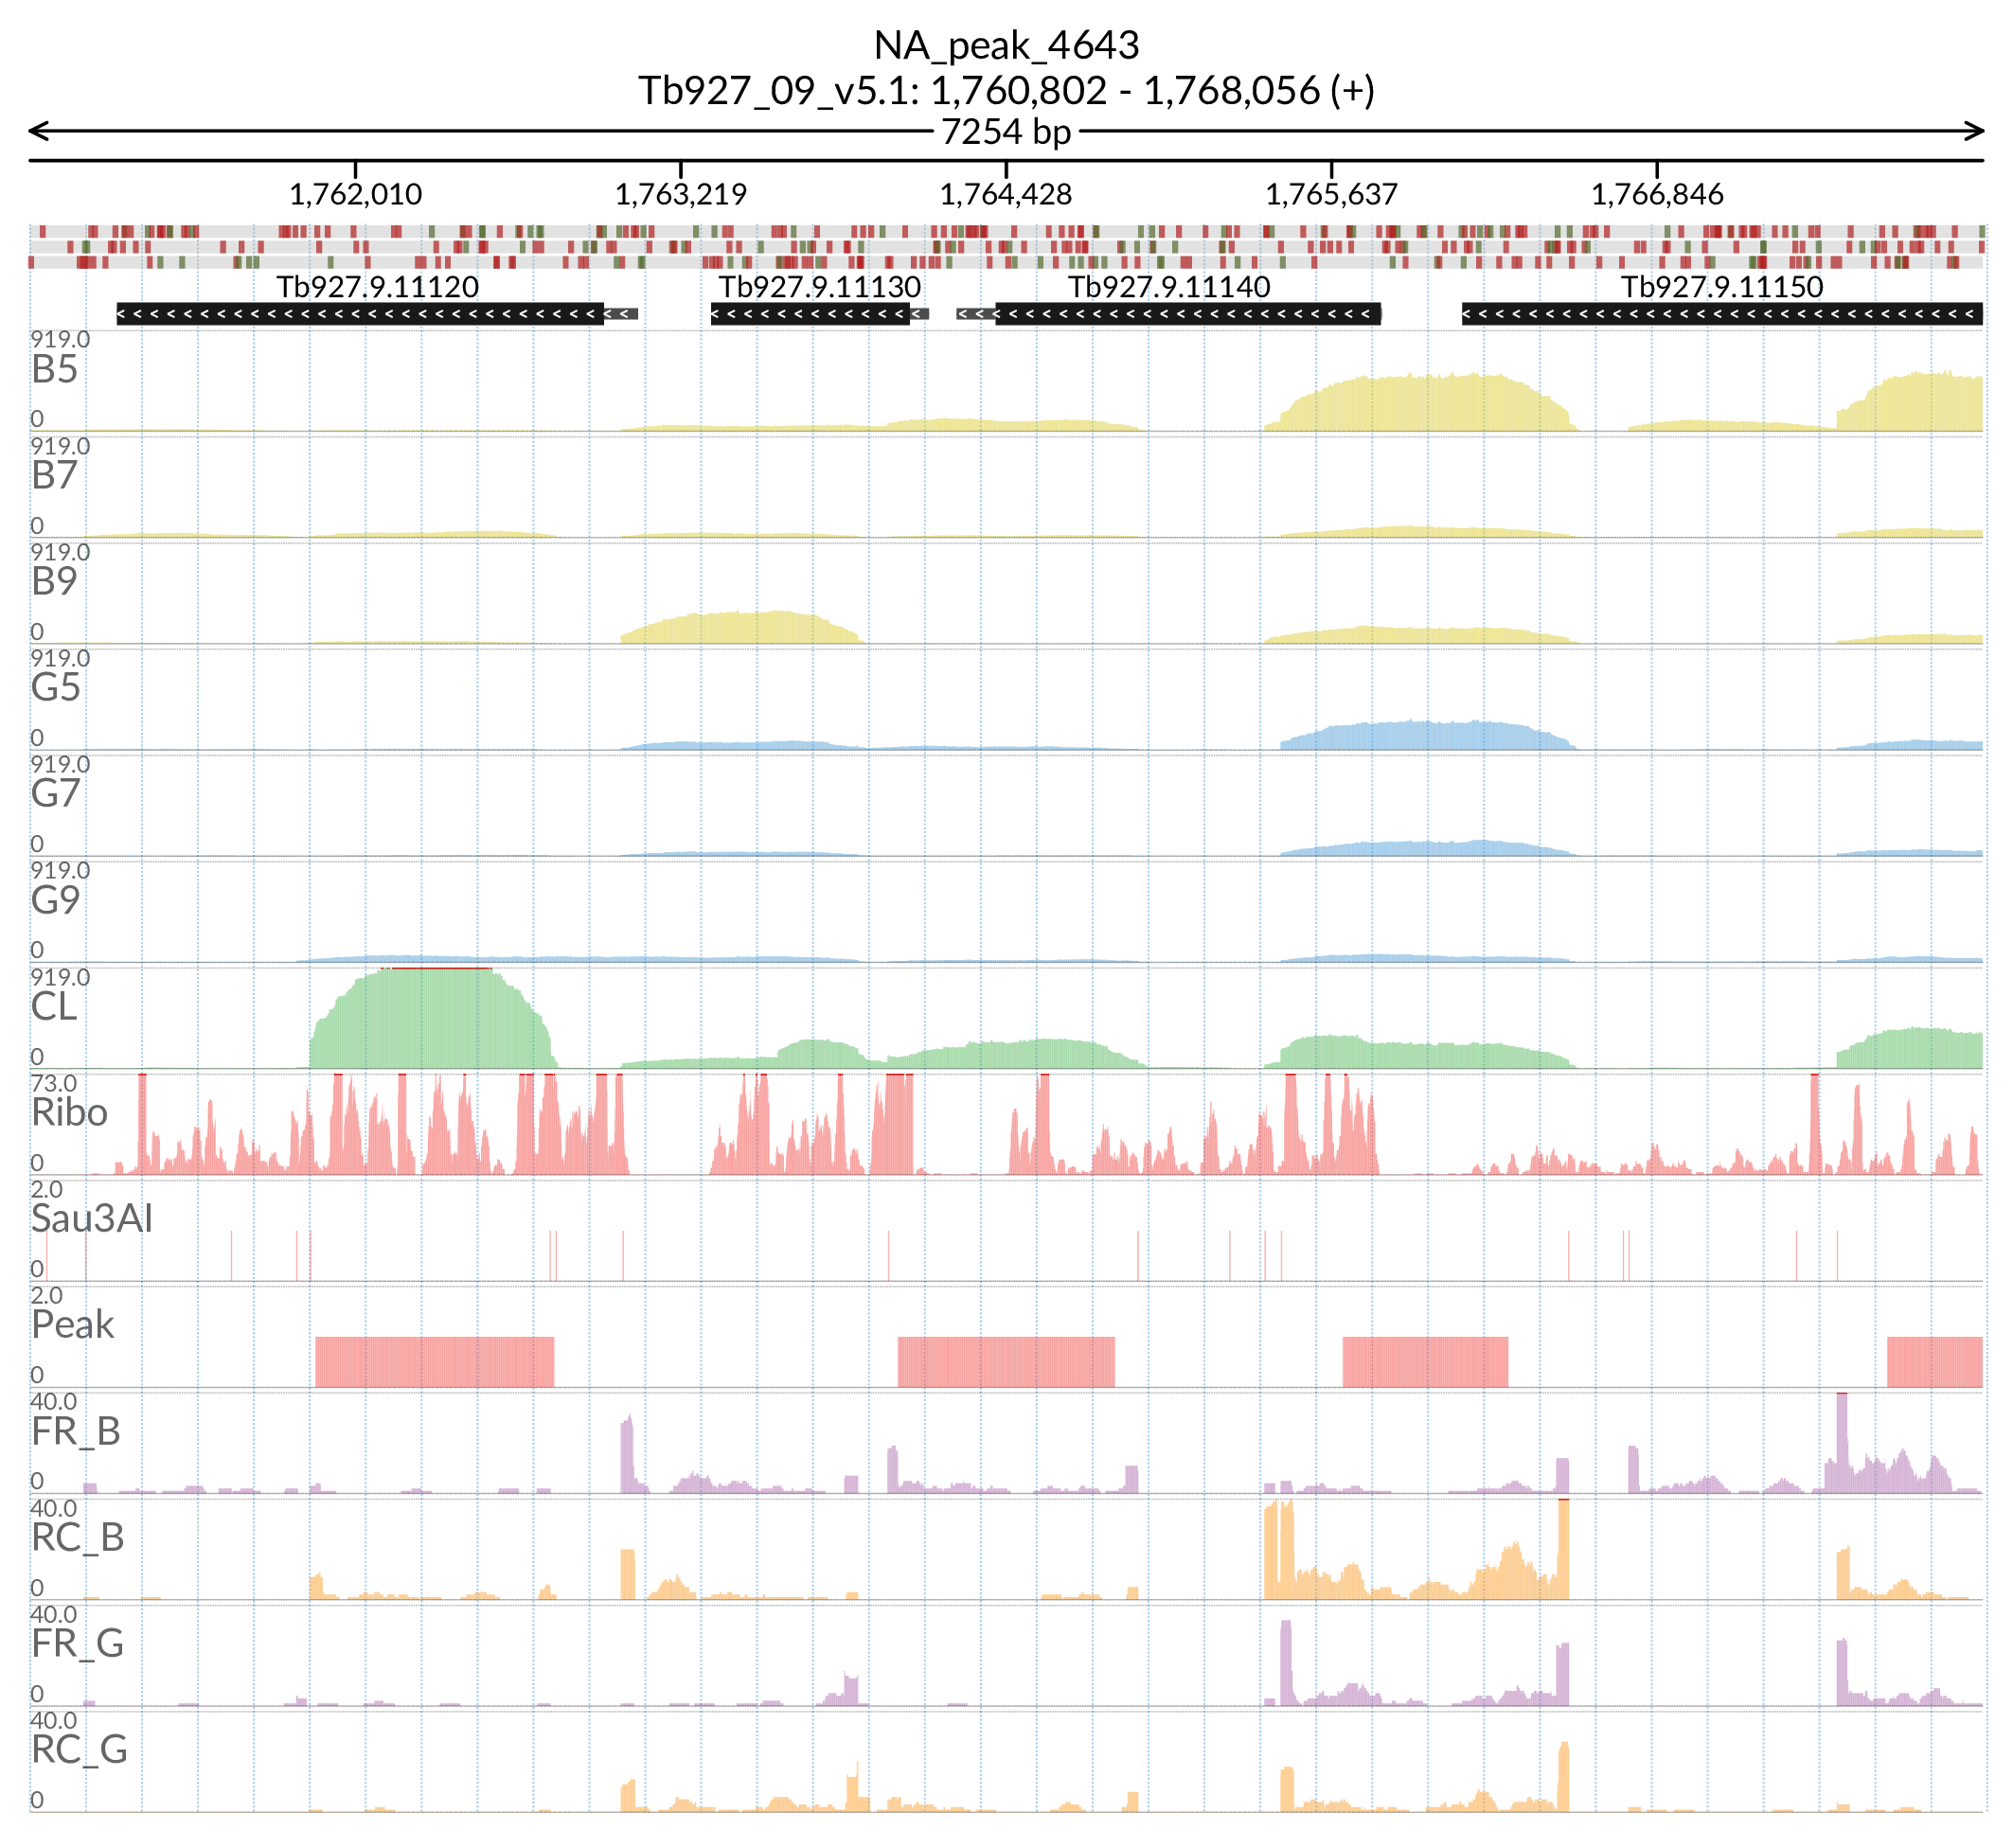 NA_peak_4643
Tb927_09_v5.1: 1,760,802 - 1,768,056 (+)
7254 bp
1,762,010 1,763,219 1,764,428 1,765,637 1,766,846
Tb927.9.11120 Tb927.9.11130 Tb927.9.11140 Tb927.9.11150
919.0
B5
0
919.0
B7
0
919.0
B9
0
919.0
G5
0
919.0
G7
0
919.0
G9
0
919.0
CL
0
73.0
Ribo
0
2.0
Sau3AI
0
2.0
Peak
0
40.0
FR_B
0
40.0
RC_B
0
40.0
FR_G
0
40.0
RC_G
0